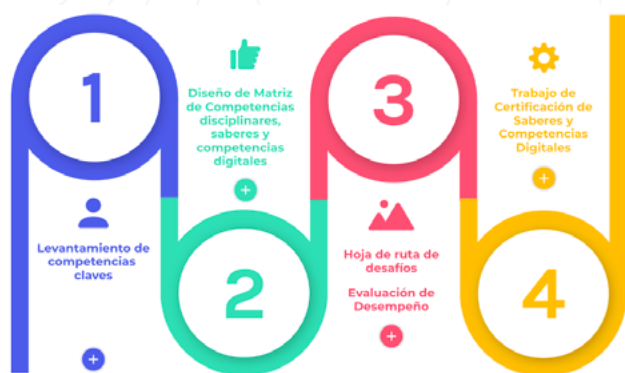 1
Levantamiento de
competencias
claves
+
Diseño de Matriz
de Competencias
disciplinares,
saberes y
competencias
digitales
+
2
3
Hoja de ruta de
desafíos
Evaluación de
Desempeño
+
Trabajo de
Certificación de
Saberes y
Competencias
Digitales
+
4